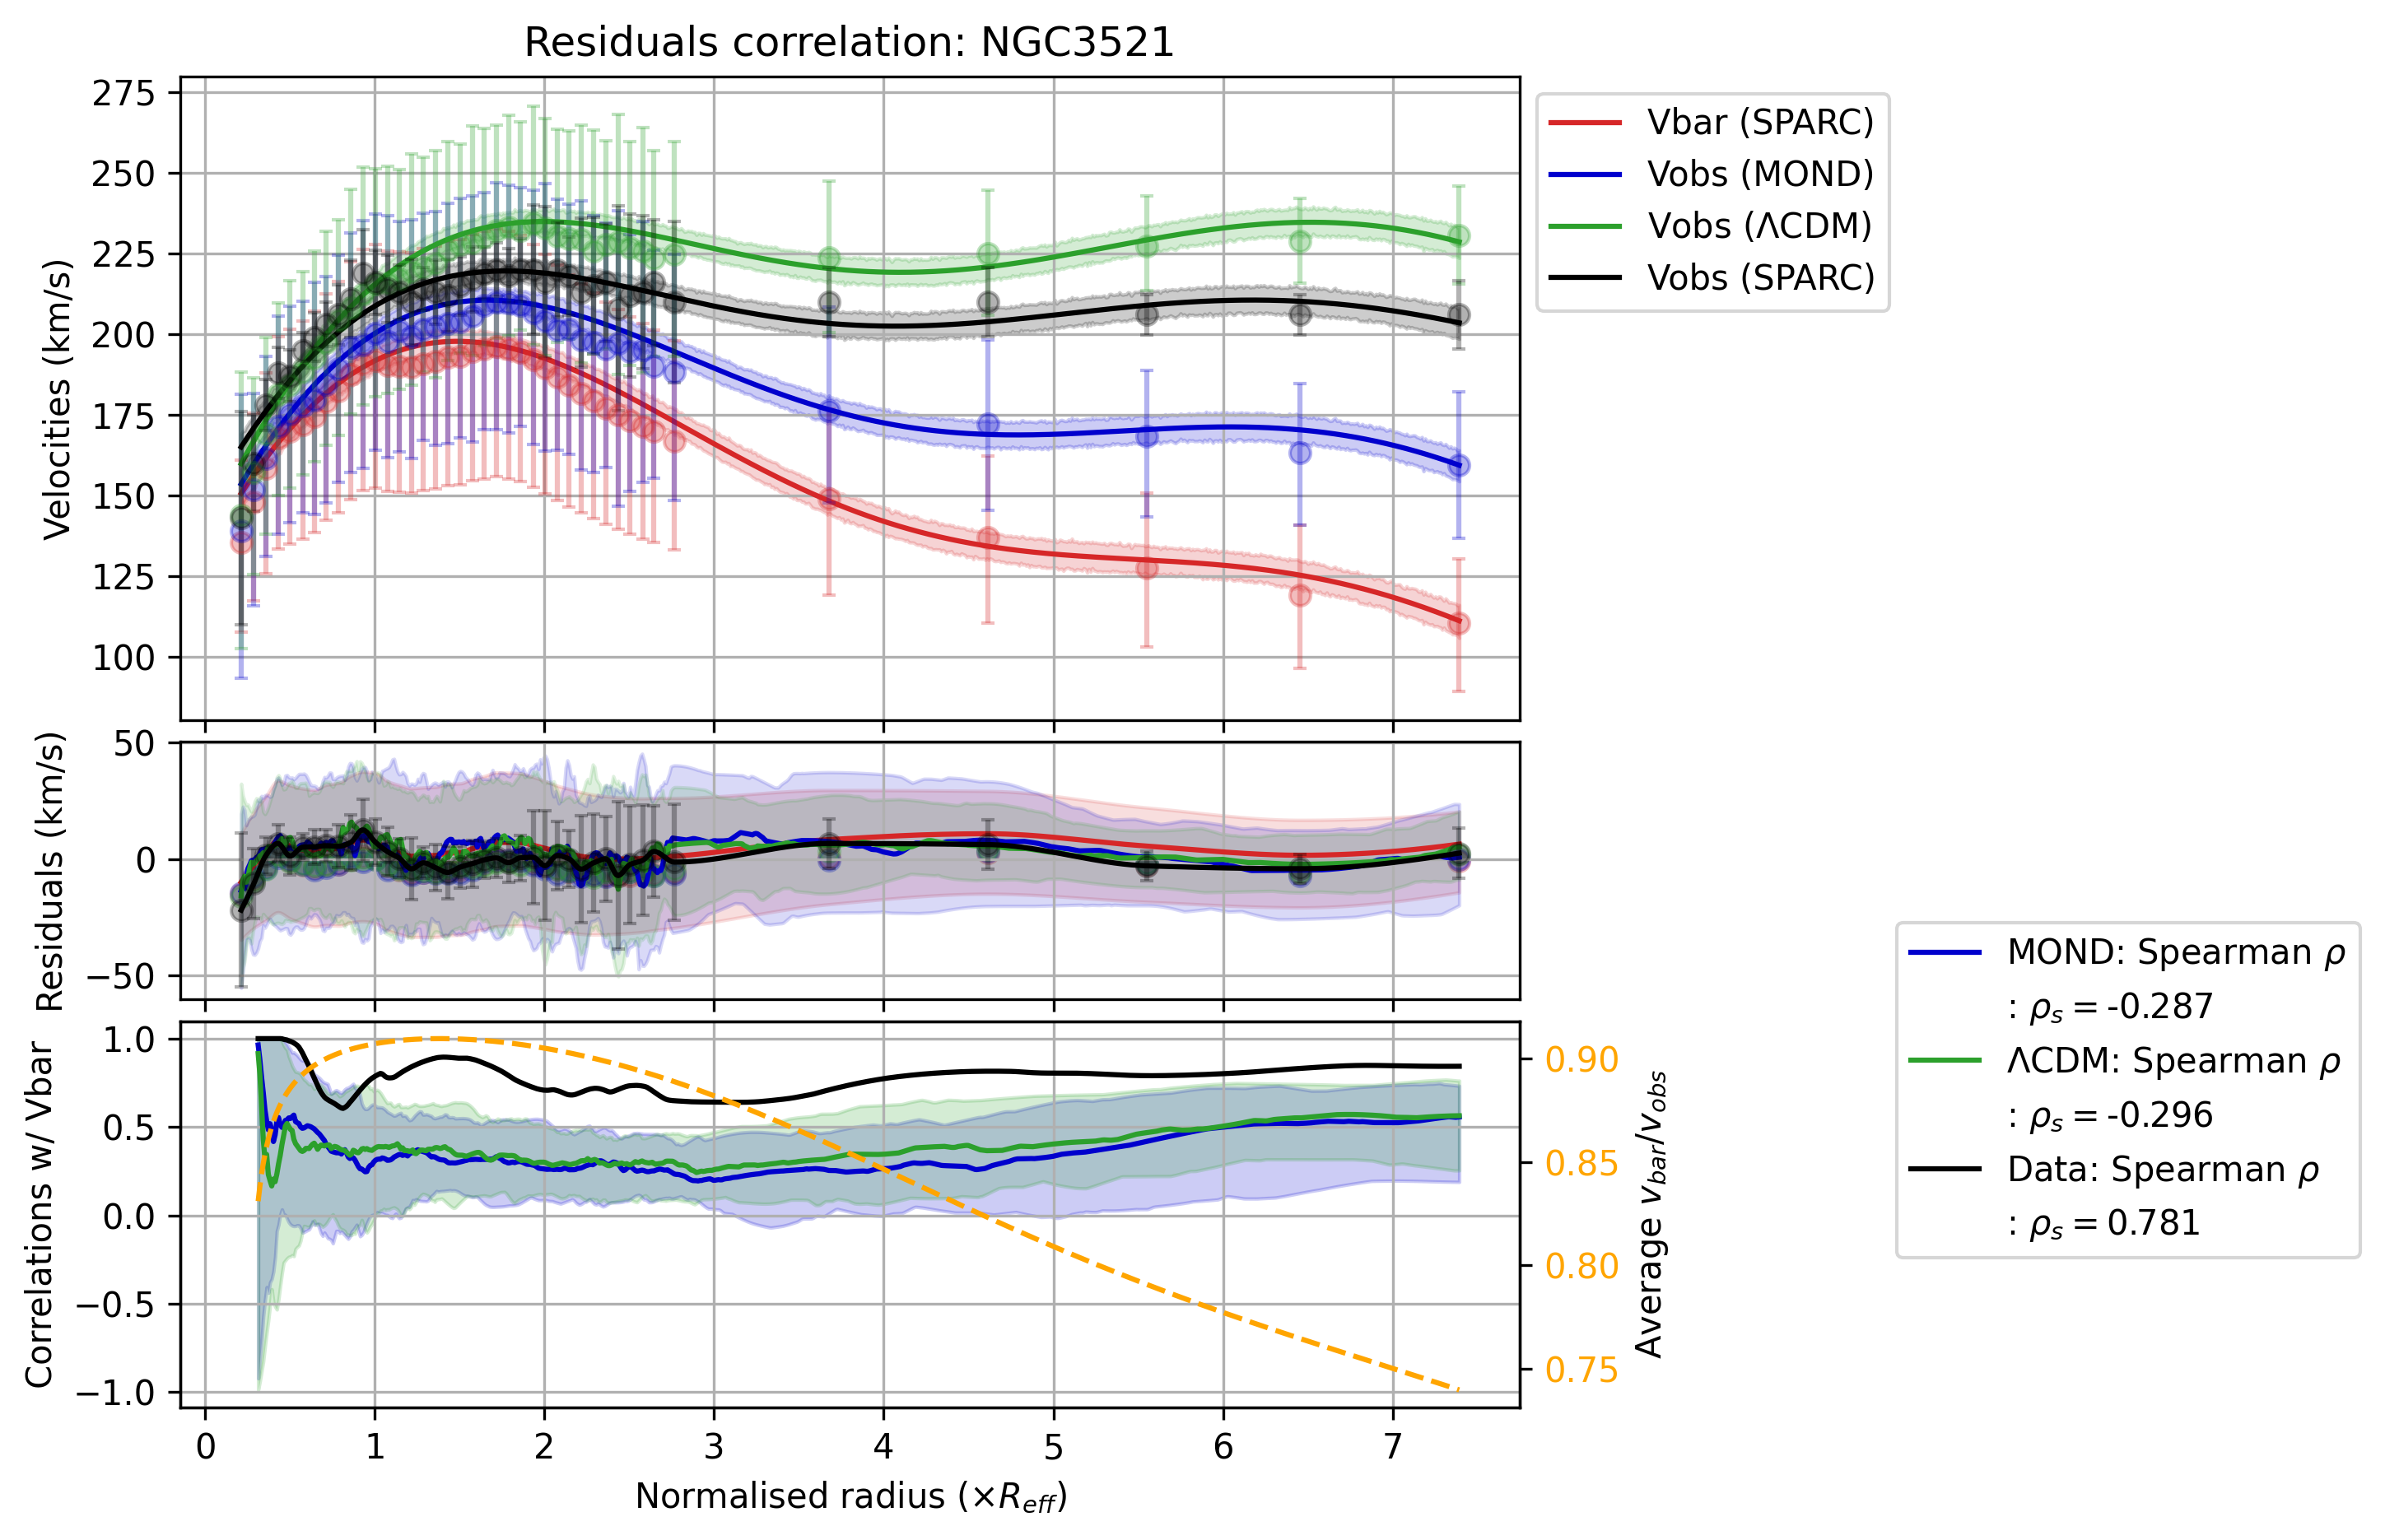 Residuals correlation: NGC3521
Velocities (km/s)
275
250
225
200
175
150
125
100
Vbar (SPARC)
Vobs (MOND)
Vobs (ΛCDM)
Vobs (SPARC)
Residuals (km/s)
50
0
−50
Correlations w/ Vbar
1.0
0.5
0.0
−0.5
−1.0
0.90
0.85
0.80
0.75
Average v_bar/v_obs
MOND: Spearman ρ
: ρ_s = -0.287
ΛCDM: Spearman ρ
: ρ_s = -0.296
Data: Spearman ρ
: ρ_s = 0.781
0 1 2 3 4 5 6 7
Normalised radius (×R_eff)